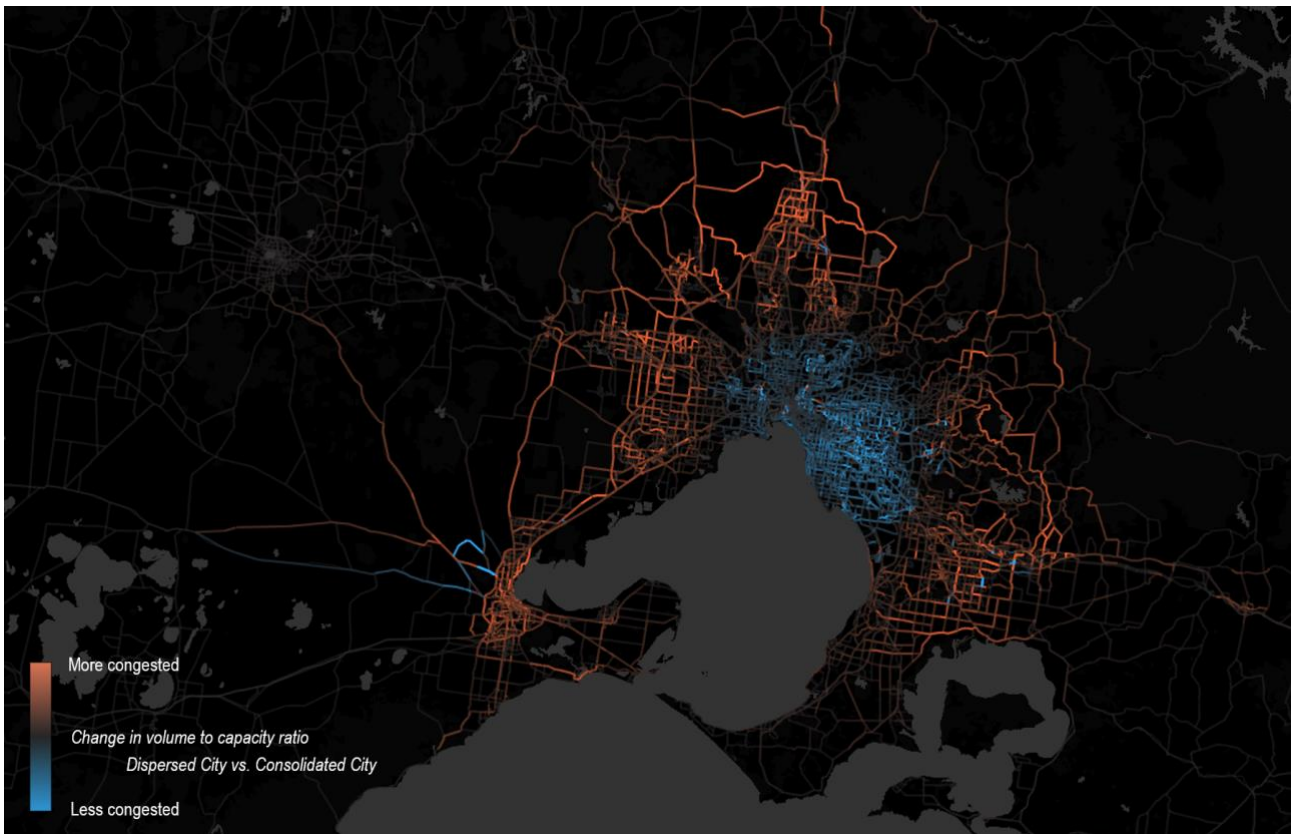 More congested
Change in volume to capacity ratio
Dispersed City vs. Consolidated City
Less congested